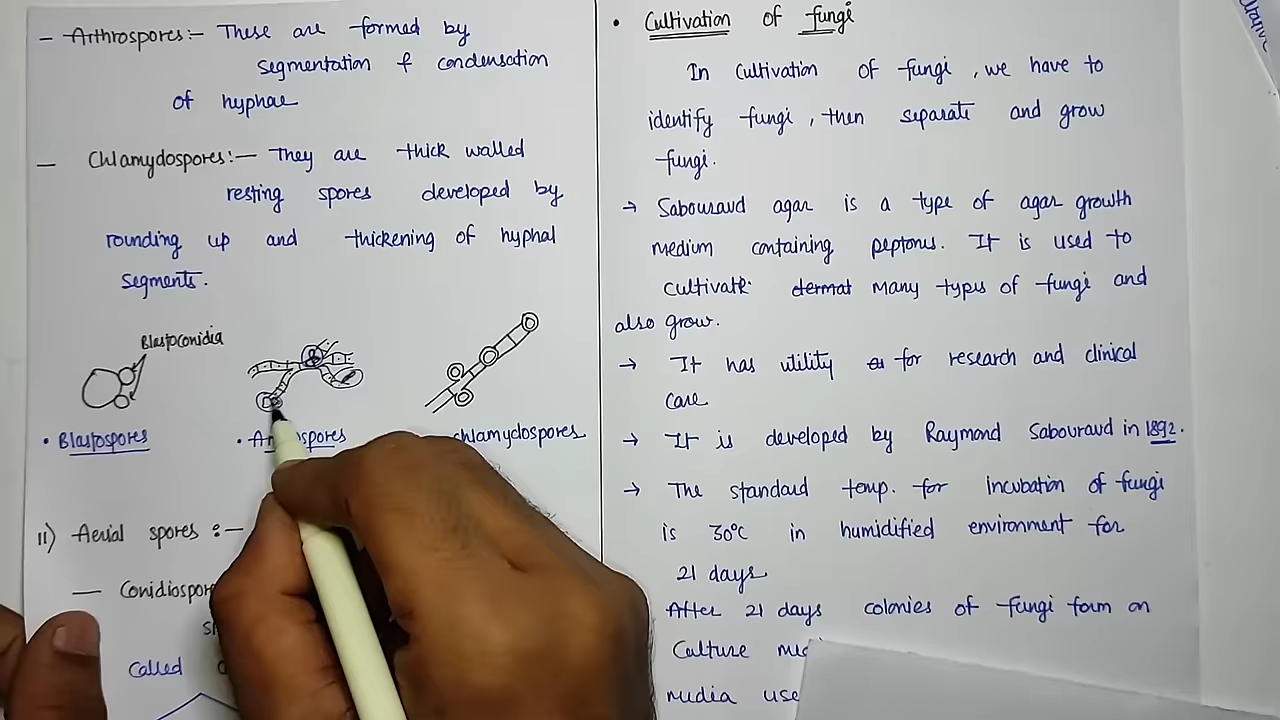 – Arthrospores:– These are formed by
segmentation & condensation
of hyphae
– Chlamydospores:– They are thick walled
resting spores developed by
rounding up and thickening of hyphal
segments.
Blastoconidia
• Blastospores
chlamydospores
II) Aerial spores :–
– Conidiospor
Called
• Cultivation of fungi
In cultivation of fungi, we have to
identify fungi, then separate and grow
fungi.
→ Sabouraud agar is a type of agar growth
medium containing peptones. It is used to
cultivate dermat many types of fungi and
also grow.
→ It has utility for research and clinical
care
→ It is developed by Raymond Sabouraud in 1892.
→ The standard temp. for incubation of fungi
is 30°C in humidified environment for
21 days.
After 21 days colonies of fungi form on
Culture
media use